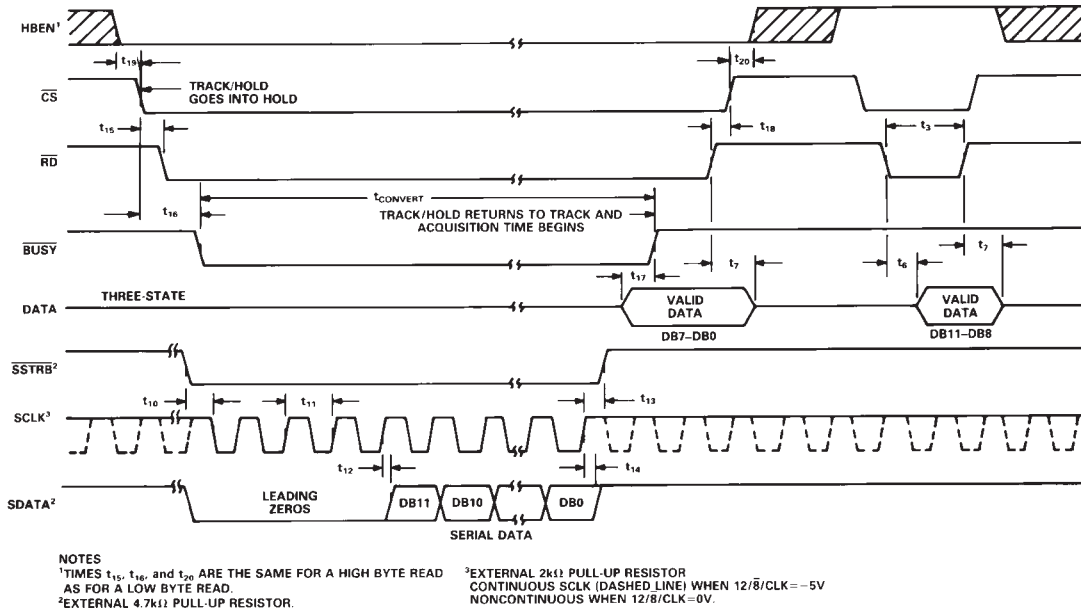 HBEN¹
t₁₉
t₂₀
C̅S̅
TRACK/HOLD
GOES INTO HOLD
t₁₅
t₁₈
t₃
R̅D̅
t₁₆
tCONVERT
TRACK/HOLD RETURNS TO TRACK AND
ACQUISITION TIME BEGINS
B̅U̅S̅Y̅
t₁₇
t₇
t₆
t₇
DATA
THREE-STATE
VALID
DATA
VALID
DATA
DB7–DB0
DB11–DB8
S̅S̅T̅R̅B̅²
t₁₀
t₁₁
t₁₃
SCLK³
t₁₂
t₁₄
SDATA²
LEADING
ZEROS
DB11
DB10
DB0
SERIAL DATA
NOTES
¹TIMES t₁₅, t₁₆, and t₂₀ ARE THE SAME FOR A HIGH BYTE READ
AS FOR A LOW BYTE READ.
²EXTERNAL 4.7kΩ PULL-UP RESISTOR.
³EXTERNAL 2kΩ PULL-UP RESISTOR
CONTINUOUS SCLK (DASHED LINE) WHEN 12/8̅/CLK=−5V
NONCONTINUOUS WHEN 12/8/CLK=0V.